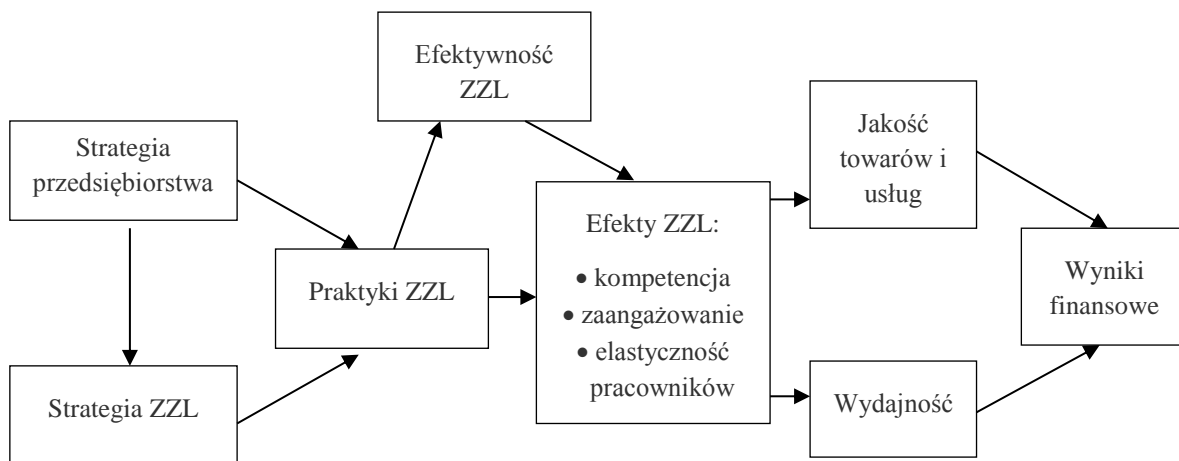 Strategia
przedsiębiorstwa
Strategia ZZL
Praktyki ZZL
Efektywność
ZZL
Efekty ZZL:
• kompetencja
• zaangażowanie
• elastyczność
pracowników
Jakość
towarów i
usług
Wydajność
Wyniki
finansowe